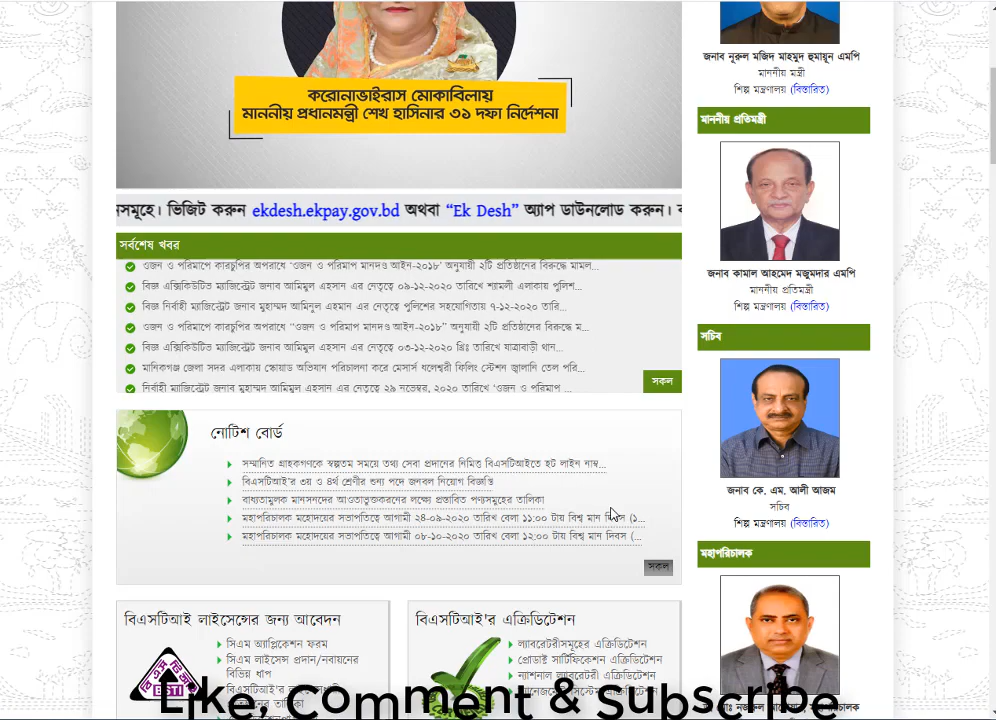 করোনাভাইরাস মোকাবিলায়
মাননীয় প্রধানমন্ত্রী শেখ হাসিনার ৩১ দফা নির্দেশনা
নসমূহে। ভিজিট করুন ekdesh.ekpay.gov.bd অথবা “Ek Desh” অ্যাপ ডাউনলোড করুন।
সর্বশেষ খবর
ওজন ও পরিমাপে কারচুপির অপরাধে ‘ওজন ও পরিমাপ মানদণ্ড আইন-২০১৮’ অনুযায়ী ২টি প্রতিষ্ঠানের বিরুদ্ধে মামল...
বিজ্ঞ এক্সিকিউটিভ ম্যাজিস্ট্রেট জনাব আমিমুল এহসান এর নেতৃত্বে ০৯-১২-২০২০ তারিখে শ্যামলী এলাকায় পুলিশ...
বিজ্ঞ নির্বাহী ম্যাজিস্ট্রেট জনাব মুহাম্মদ আমিনুল এহমান এর নেতৃত্বে পুলিশের সহযোগিতায় ৭-১২-২০২০ তারি...
ওজন ও পরিমাপে কারচুপির অপরাধে “ওজন ও পরিমাপ মানদণ্ড আইন-২০১৮” অনুযায়ী ২টি প্রতিষ্ঠানের বিরুদ্ধে ম...
বিজ্ঞ এক্সিকিউটিভ ম্যাজিস্ট্রেট জনাব আমিমুল এহসান এর নেতৃত্বে ০৩-১২-২০২০ খ্রিঃ তারিখে যাত্রাবাড়ী থান...
মানিকগঞ্জ জেলা সদর এলাকায় স্কোয়াড অভিযান পরিচালনা করে মেসার্স ধলেশ্বরী ফিলিং স্টেশন জ্বালানি তেল পরি...
নির্বাহী ম্যাজিস্ট্রেট জনাব মুহাম্মদ আমিমুল এহসান এর নেতৃত্বে ২৯ নভেম্বর, ২০২০ তারিখে ‘ওজন ও পরিমাপ ...
সকল
নোটিশ বোর্ড
সম্মানিত গ্রাহকগণকে স্বল্পতম সময়ে তথ্য সেবা প্রদানের নিমিত্ত বিএসটিআইতে হট লাইন নাম্ব...
বিএসটিআই'র ৩য় ও ৪র্থ শ্রেণীর শুন্য পদে জনবল নিয়োগ বিজ্ঞপ্তি
বাধ্যতামুলক মানসনদের আওতাভুক্তকরনের লক্ষ্যে প্রস্তাবিত পণ্যসমূহের তালিকা
মহাপরিচালক মহোদয়ের সভাপতিত্বে আগামী ২৪-০৯-২০২০ তারিখ বেলা ১১:০০ টায় বিশ্ব মান দিবস (১...
মহাপরিচালক মহোদয়ের সভাপতিত্বে আগামী ০৮-১০-২০২০ তারিখ বেলা ১২:০০ টায় বিশ্ব মান দিবস (...
সকল
বিএসটিআই লাইসেন্সের জন্য আবেদন
সিএম অ্যাপ্লিকেশন ফরম
সিএম লাইসেন্স প্রদান/নবায়নের
বিভিন্ন ধাপ
বিএসটিআই'র
তালিকা
BSTI
বিএসটিআই'র এক্রিডিটেশন
ল্যাবরেটরীসমূহের এক্রিডিটেশন
প্রোডাক্ট সার্টিফিকেশন এক্রিডিটেশন
ন্যাশনাল ল্যাবরেটরী এক্রিডিটেশন
জনাব নূরুল মজিদ মাহমুদ হুমায়ূন এমপি
মাননীয় মন্ত্রী
শিল্প মন্ত্রণালয় (বিস্তারিত)
মাননীয় প্রতিমন্ত্রী
জনাব কামাল আহমেদ মজুমদার এমপি
মাননীয় প্রতিমন্ত্রী
শিল্প মন্ত্রণালয় (বিস্তারিত)
সচিব
জনাব কে. এম. আলী আজম
সচিব
শিল্প মন্ত্রণালয় (বিস্তারিত)
মহাপরিচালক
মহাপরিচালক
Like, Comment & Subscribe